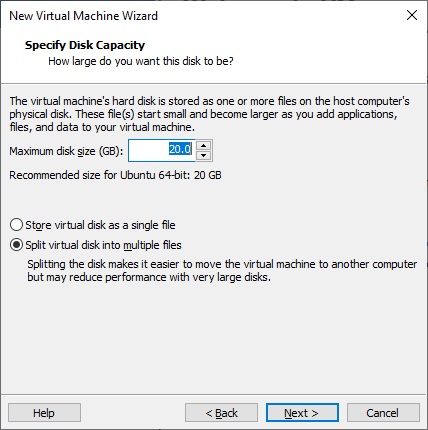 New Virtual Machine Wizard
Specify Disk Capacity
How large do you want this disk to be?
The virtual machine's hard disk is stored as one or more files on the host computer's
physical disk. These file(s) start small and become larger as you add applications,
files, and data to your virtual machine.
Maximum disk size (GB): 20.0
Recommended size for Ubuntu 64-bit: 20 GB
Store virtual disk as a single file
Split virtual disk into multiple files
Splitting the disk makes it easier to move the virtual machine to another computer
but may reduce performance with very large disks.
Help < Back Next > Cancel